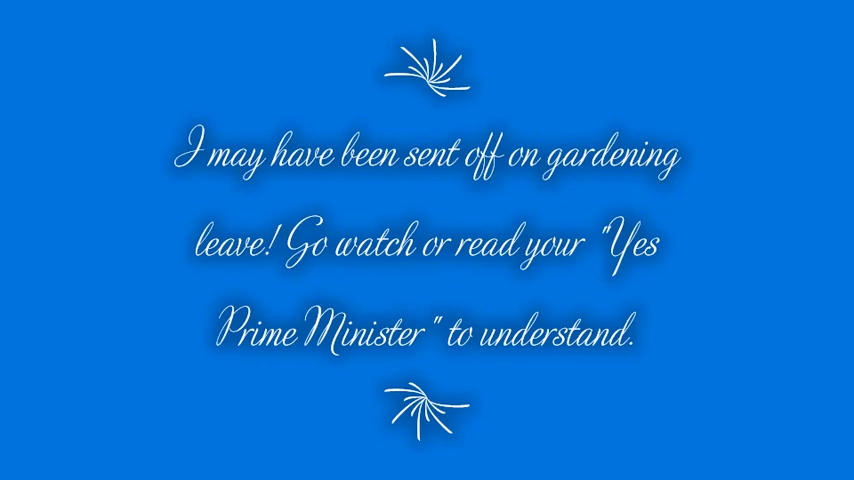 I may have been sent off on gardening
leave! Go watch or read your "Yes
Prime Minister" to understand.